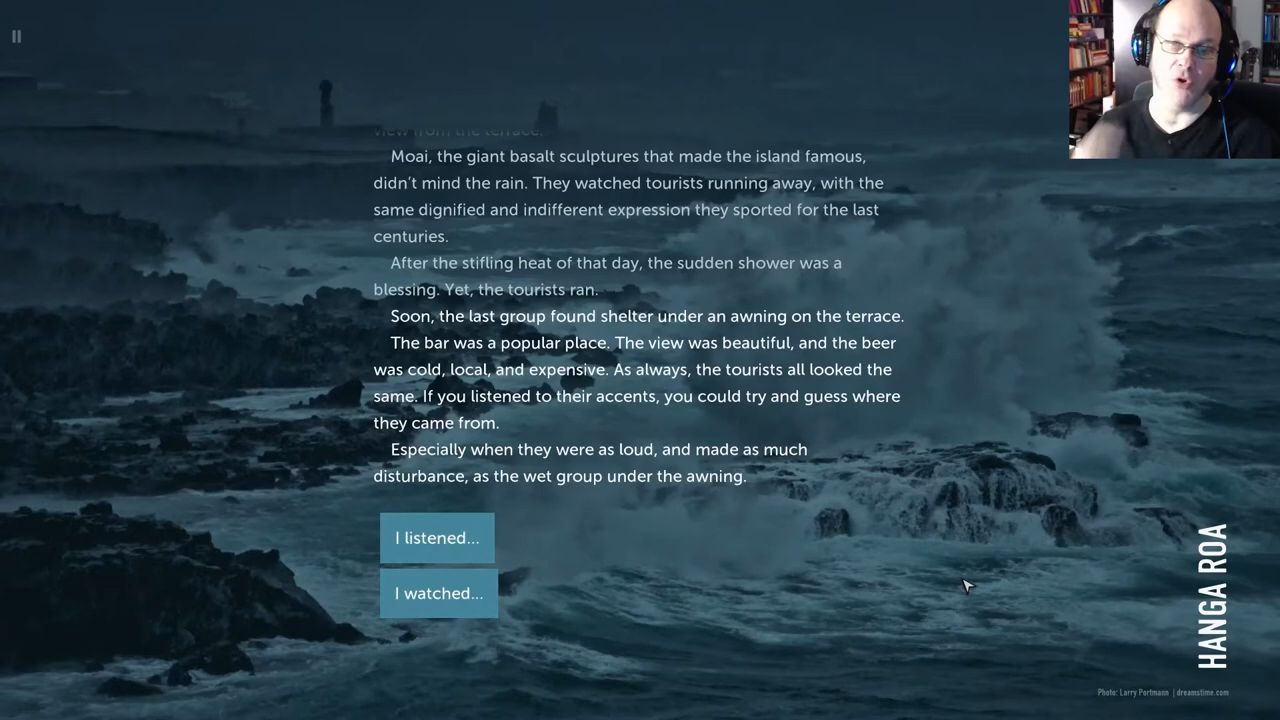 view from the terrace.
Moai, the giant basalt sculptures that made the island famous,
didn’t mind the rain. They watched tourists running away, with the
same dignified and indifferent expression they sported for the last
centuries.
After the stifling heat of that day, the sudden shower was a
blessing. Yet, the tourists ran.
Soon, the last group found shelter under an awning on the terrace.
The bar was a popular place. The view was beautiful, and the beer
was cold, local, and expensive. As always, the tourists all looked the
same. If you listened to their accents, you could try and guess where
they came from.
Especially when they were as loud, and made as much
disturbance, as the wet group under the awning.
I listened...
I watched...
HANGA ROA
Photo: Larry Portmann | dreamstime.com